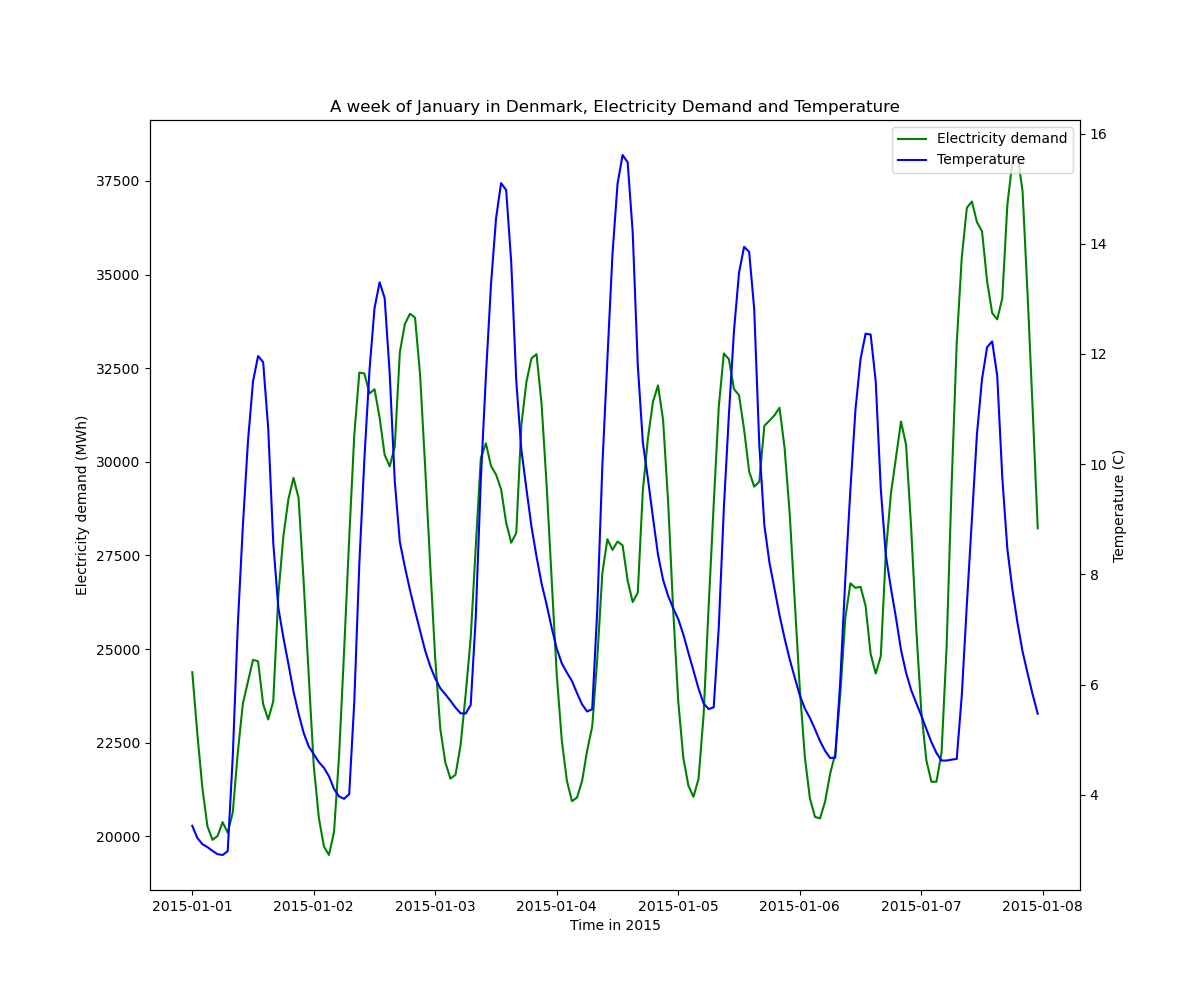 A week of January in Denmark, Electricity Demand and Temperature
Electricity demand
Temperature
37500
35000
32500
30000
27500
25000
22500
20000
Electricity demand (MWh)
16
14
12
10
8
6
4
Temperature (C)
2015-01-01 2015-01-02 2015-01-03 2015-01-04 2015-01-05 2015-01-06 2015-01-07 2015-01-08
Time in 2015